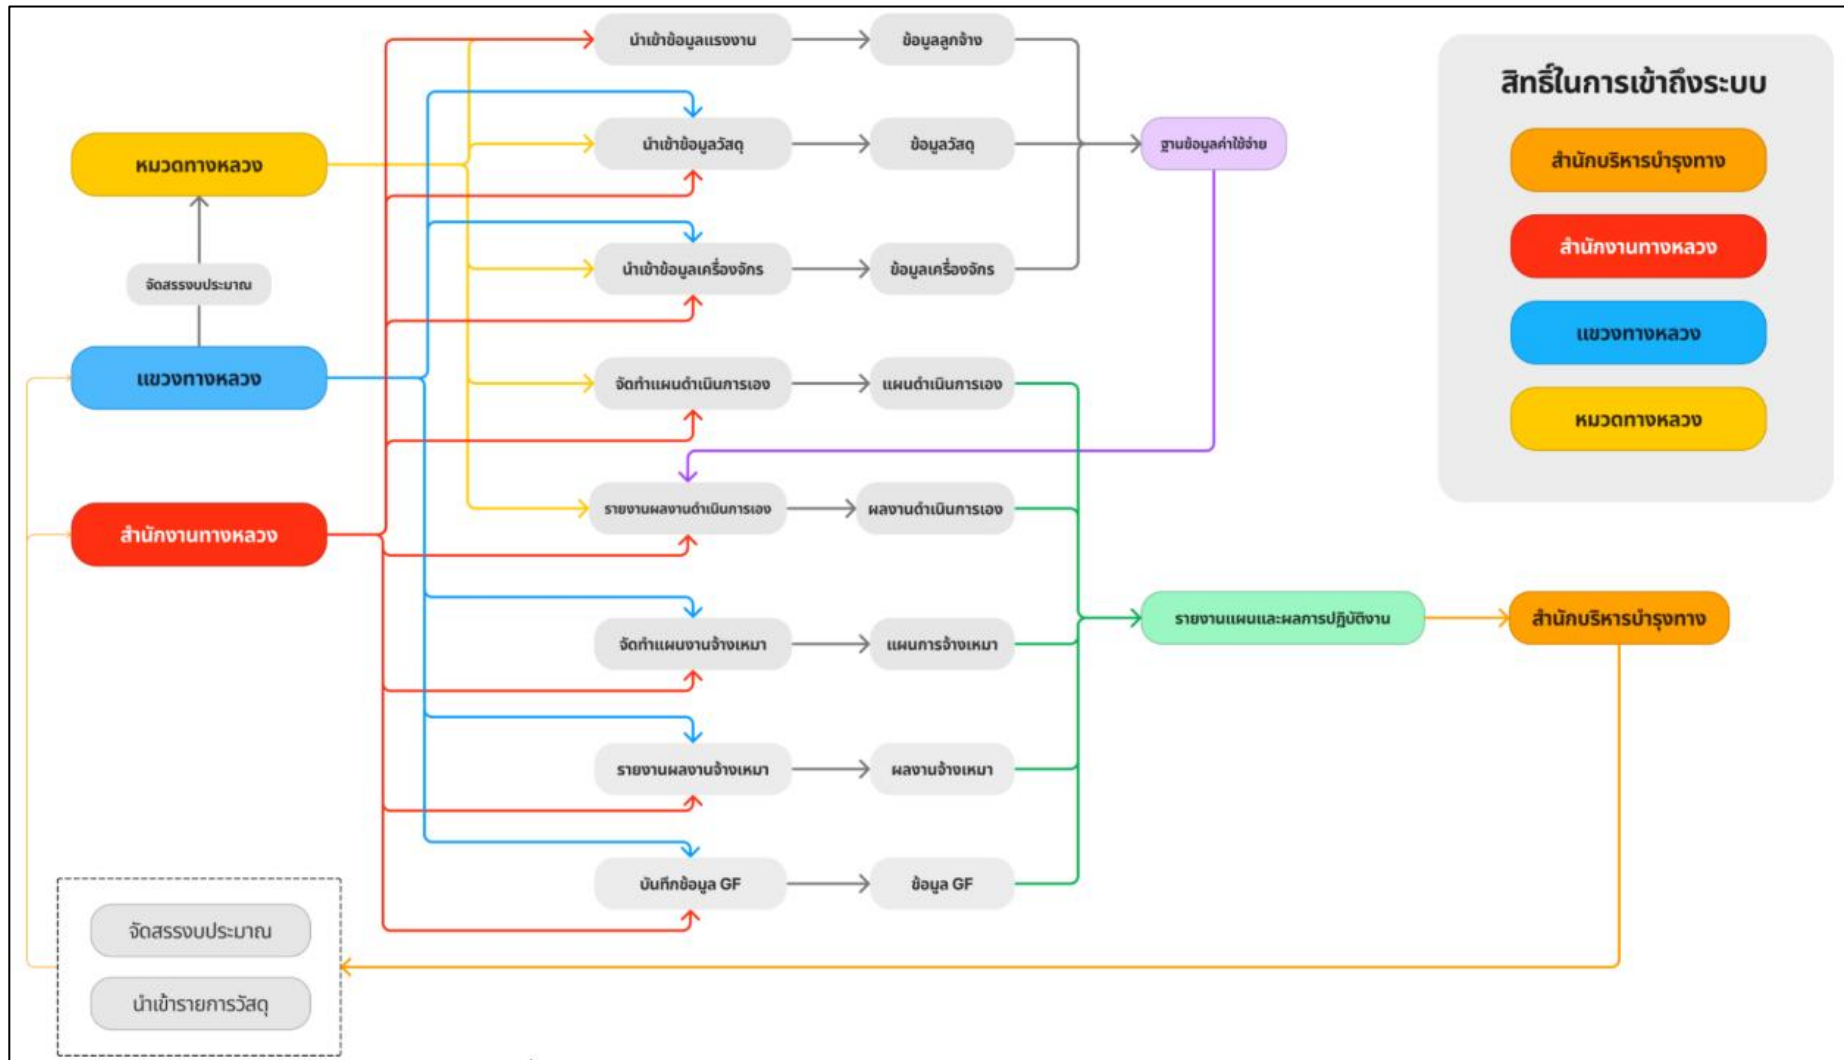 นำเข้าข้อมูลแรงงาน
ข้อมูลลูกจ้าง
สิทธิ์ในการเข้าถึงระบบ
สำนักบริหารบำรุงทาง
สำนักงานทางหลวง
แขวงทางหลวง
หมวดทางหลวง
หมวดทางหลวง
นำเข้าข้อมูลวัสดุ
ข้อมูลวัสดุ
ฐานข้อมูลค่าใช้จ่าย
จัดสรรงบประมาณ
นำเข้าข้อมูลเครื่องจักร
ข้อมูลเครื่องจักร
แขวงทางหลวง
จัดทำแผนดำเนินการเอง
แผนดำเนินการเอง
สำนักงานทางหลวง
รายงานผลงานดำเนินการเอง
ผลงานดำเนินการเอง
จัดทำแผนงานจ้างเหมา
แผนการจ้างเหมา
รายงานแผนและผลการปฏิบัติงาน
สำนักบริหารบำรุงทาง
รายงานผลงานจ้างเหมา
ผลงานจ้างเหมา
บันทึกข้อมูล GF
ข้อมูล GF
จัดสรรงบประมาณ
นำเข้ารายการวัสดุ